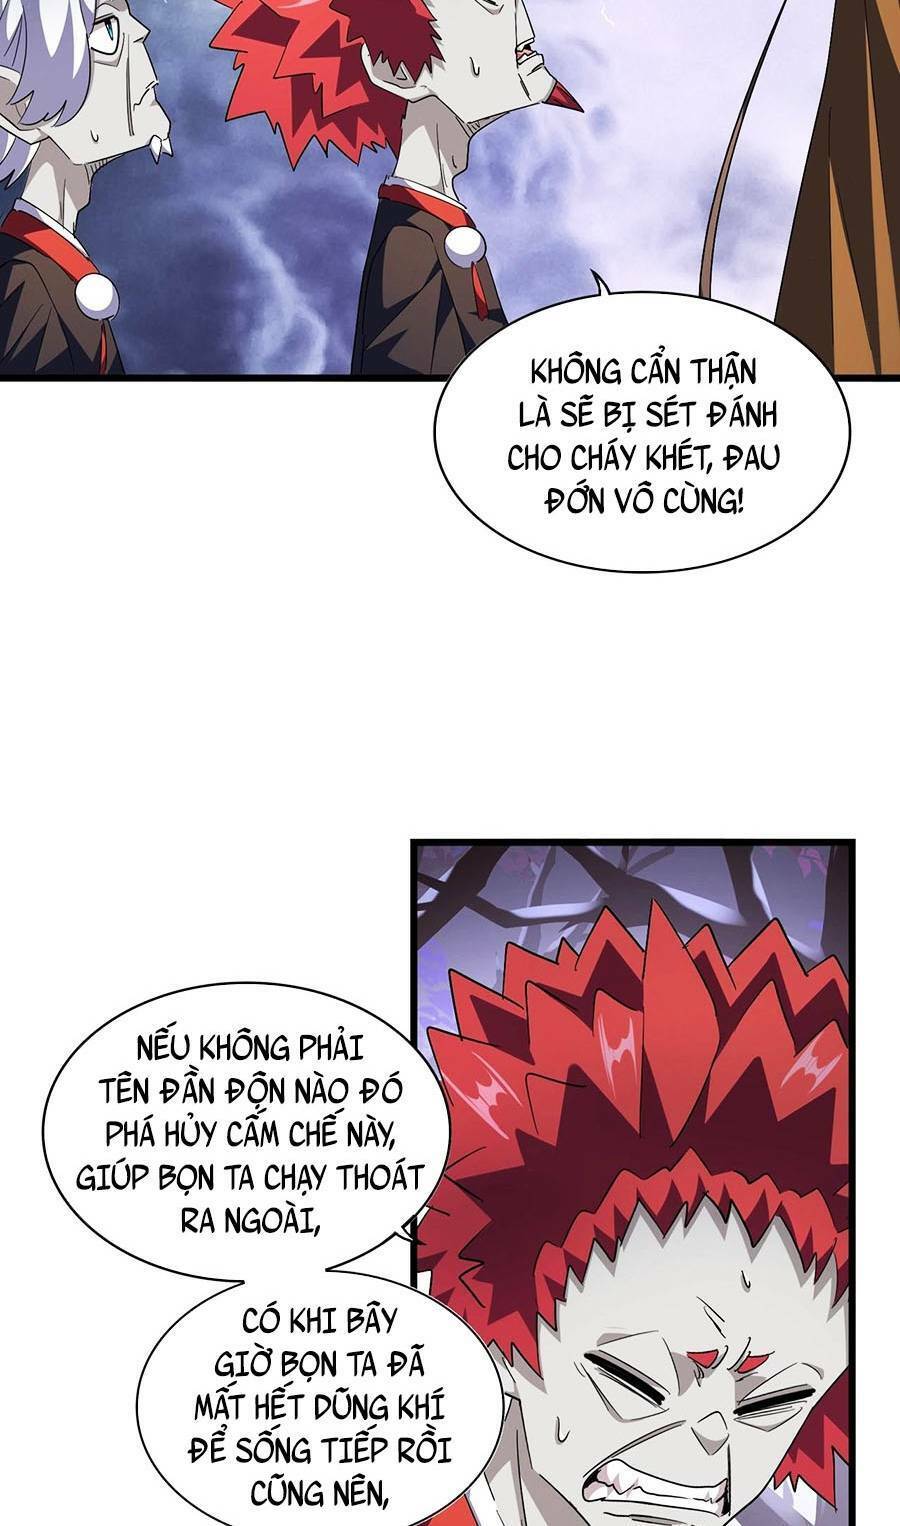 KHÔNG CẨN THẬN
LÀ SẼ BỊ SÉT ĐÁNH
CHO CHÁY KHÉT, ĐAU
ĐỚN VÔ CÙNG!
NẾU KHÔNG PHẢI
TÊN ĐẦN ĐỘN NÀO ĐÓ
PHÁ HỦY CẤM CHẾ NÀY,
GIÚP BỌN TA CHẠY THOÁT
RA NGOÀI,
CÓ KHI BÂY
GIỜ BỌN TA ĐÃ
MẤT HẾT DŨNG KHÍ
ĐỂ SỐNG TIẾP RỒI
CŨNG NÊN,